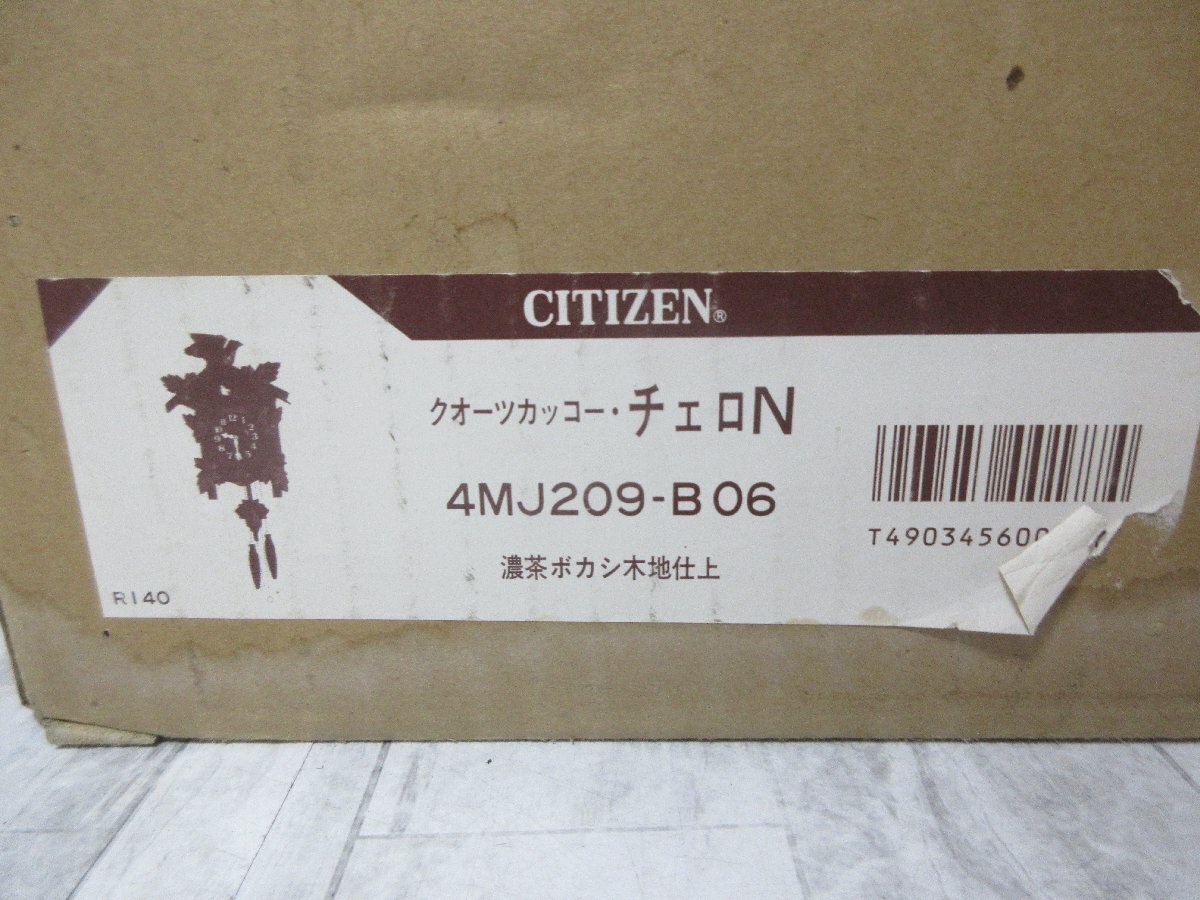 CITIZEN®
クオーツカッコー・チェロN
4MJ209-B06
濃茶ボカシ木地仕上
T490345600
R140